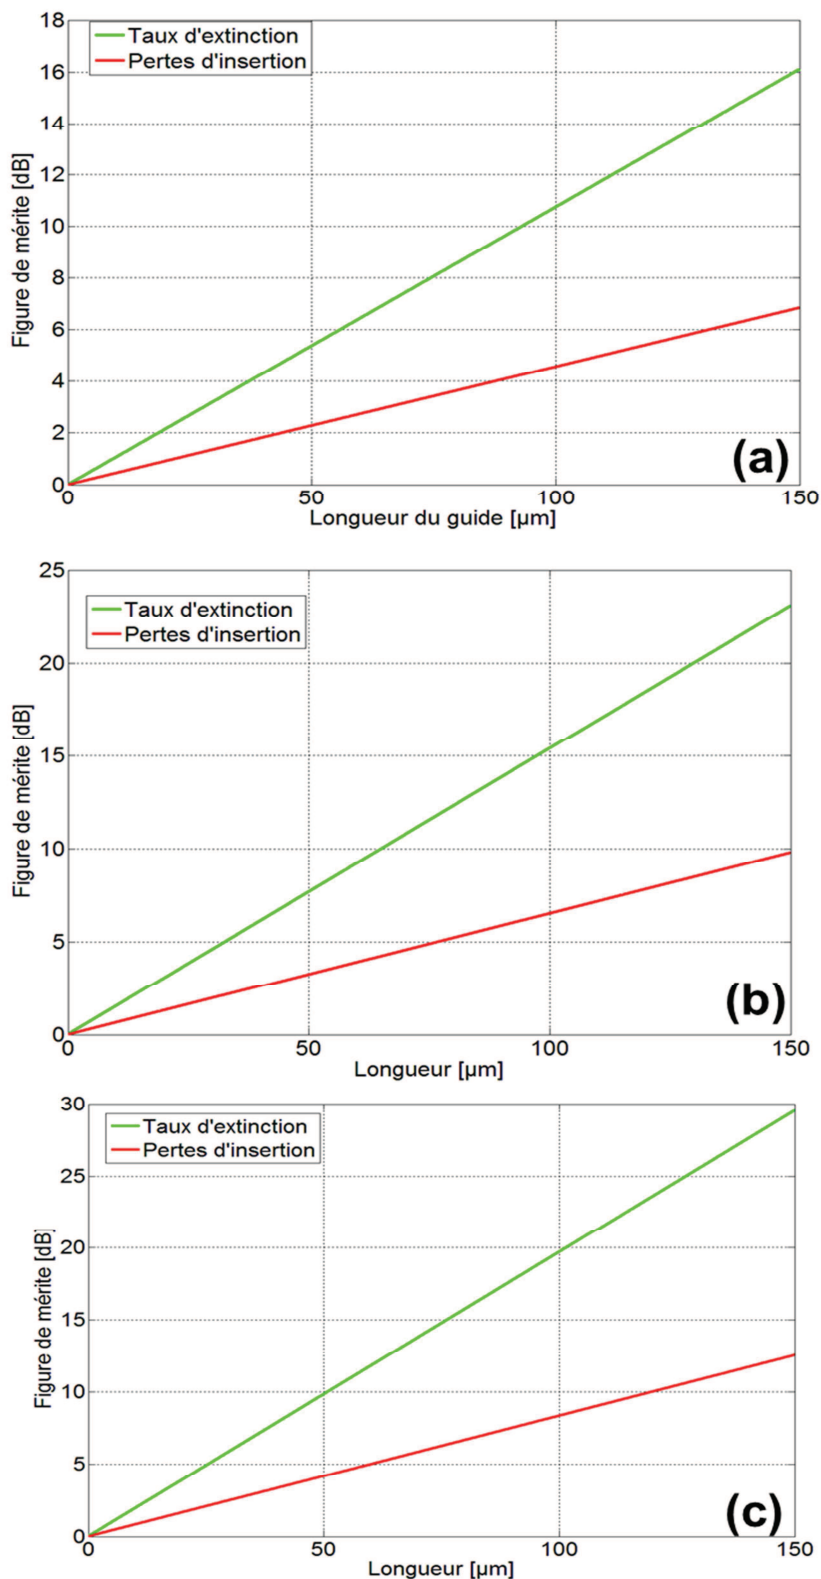 18
Taux d'extinction
Pertes d'insertion
16
14
12
10
8
6
4
2
0
Figure de mérite [dB]
(a)
0 50 100 150
Longueur du guide [µm]
25
Taux d'extinction
Pertes d'insertion
20
15
10
5
0
Figure de mérite [dB]
(b)
0 50 100 150
Longueur [µm]
30
Taux d'extinction
Pertes d'insertion
25
20
15
10
5
0
Figure de mérite [dB]
(c)
0 50 100 150
Longueur [µm]